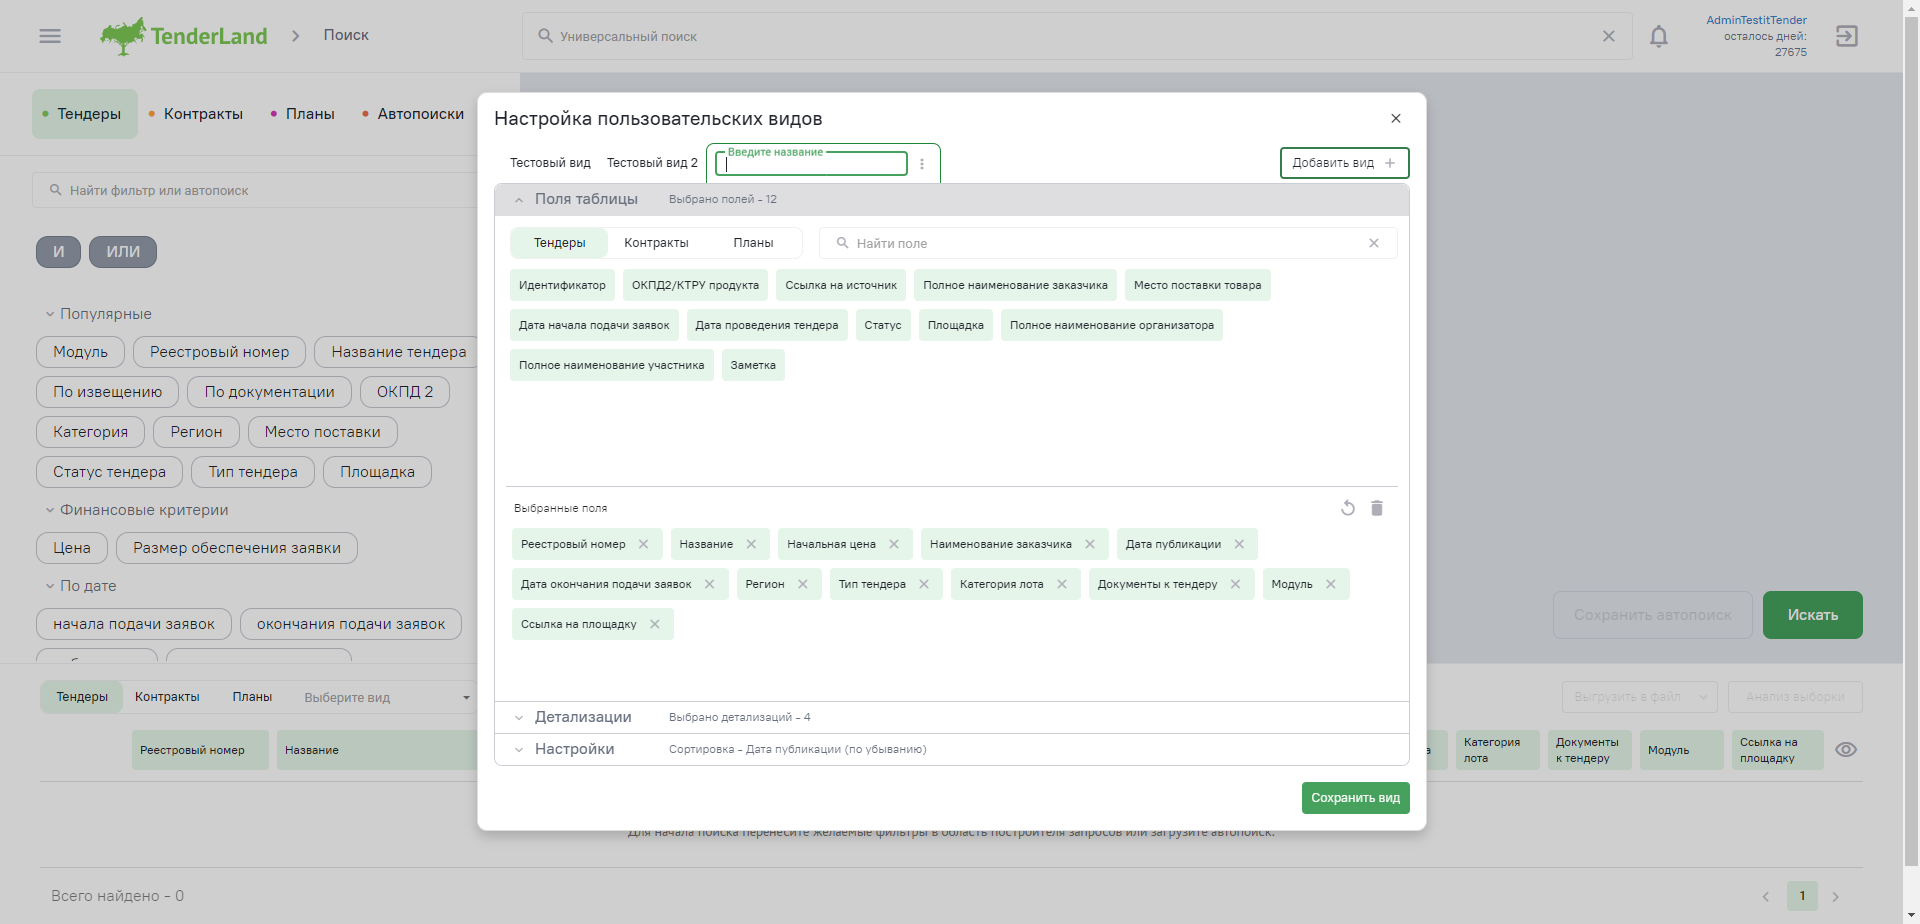 TenderLand
Поиск
Универсальный поиск
AdminTestitTender
осталось дней:
27675
Тендеры
Контракты
Планы
Автопоиски
Найти фильтр или автопоиск
И
ИЛИ
Популярные
Модуль
Реестровый номер
Название тендера
По извещению
По документации
ОКПД 2
Категория
Регион
Место поставки
Статус тендера
Тип тендера
Площадка
Финансовые критерии
Цена
Размер обеспечения заявки
По дате
начала подачи заявок
окончания подачи заявок
Настройка пользовательских видов
Тестовый вид
Тестовый вид 2
Введите название
Добавить вид
Поля таблицы
Выбрано полей - 12
Тендеры
Контракты
Планы
Найти поле
Идентификатор
ОКПД2/КТРУ продукта
Ссылка на источник
Полное наименование заказчика
Место поставки товара
Дата начала подачи заявок
Дата проведения тендера
Статус
Площадка
Полное наименование организатора
Полное наименование участника
Заметка
Выбранные поля
Реестровый номер
Название
Начальная цена
Наименование заказчика
Дата публикации
Дата окончания подачи заявок
Регион
Тип тендера
Категория лота
Документы к тендеру
Модуль
Ссылка на площадку
Детализации
Выбрано детализаций - 4
Настройки
Сортировка - Дата публикации (по убыванию)
Сохранить вид
Сохранить автопоиск
Искать
Тендеры
Контракты
Планы
Выберите вид
Выгрузить в файл
Анализ выборки
Реестровый номер
Название
а
Категория
лота
Документы
к тендеру
Модуль
Ссылка на
площадку
Для начала поиска перенесите желаемые фильтры в область построителя запросов или загрузите автопоиск.
Всего найдено - 0
1